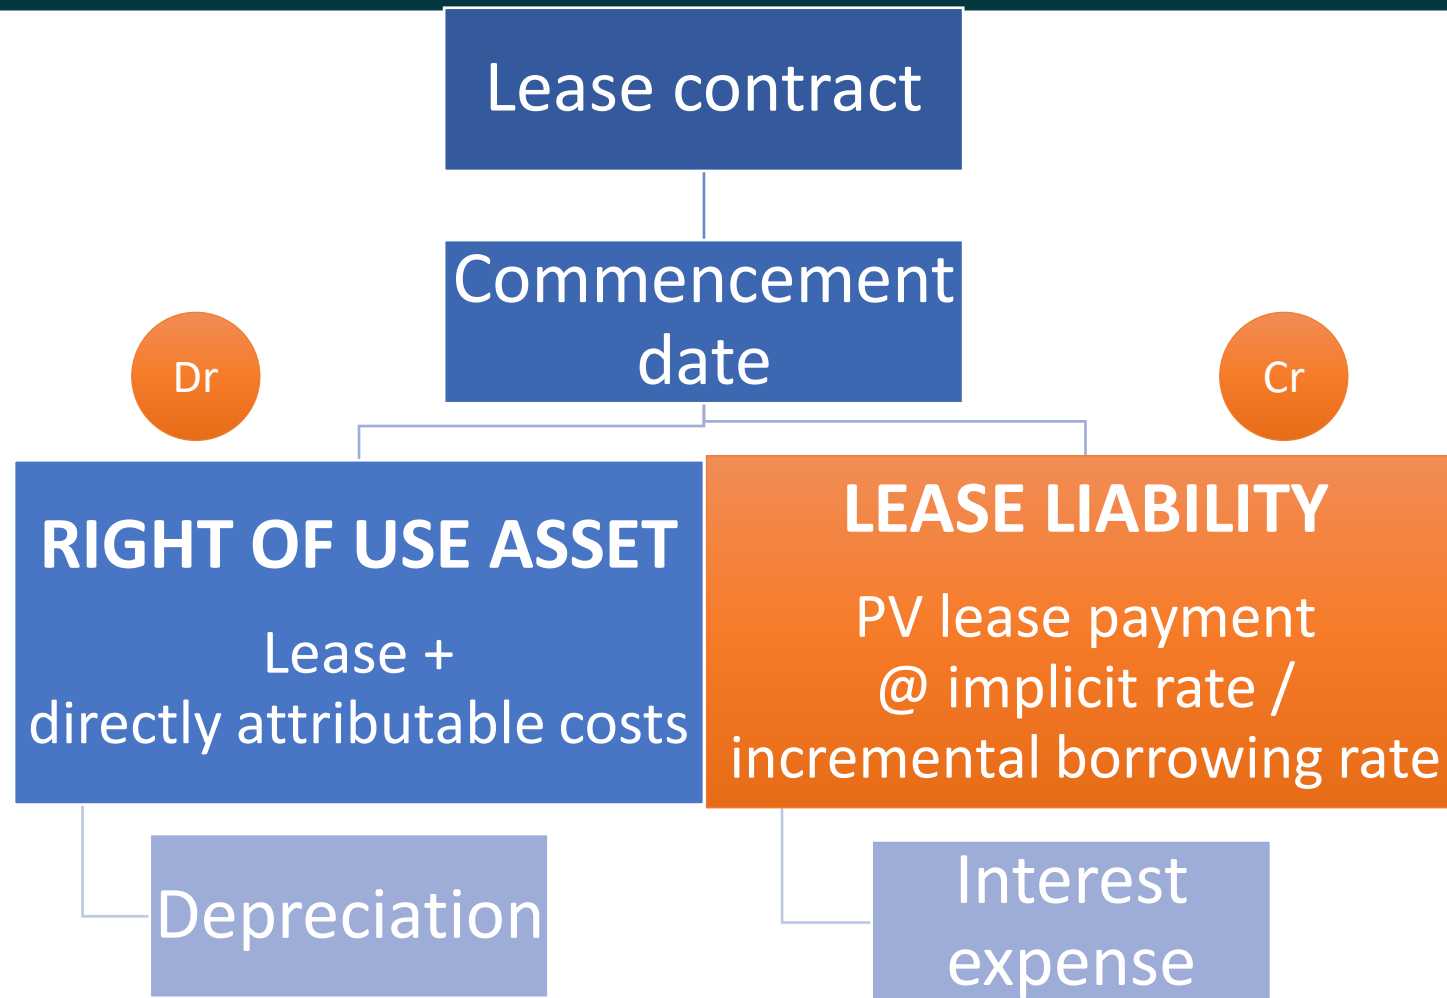 Lease contract
Commencement
date
Dr
Cr
RIGHT OF USE ASSET
Lease +
directly attributable costs
LEASE LIABILITY
PV lease payment
@ implicit rate /
incremental borrowing rate
Depreciation
Interest
expense